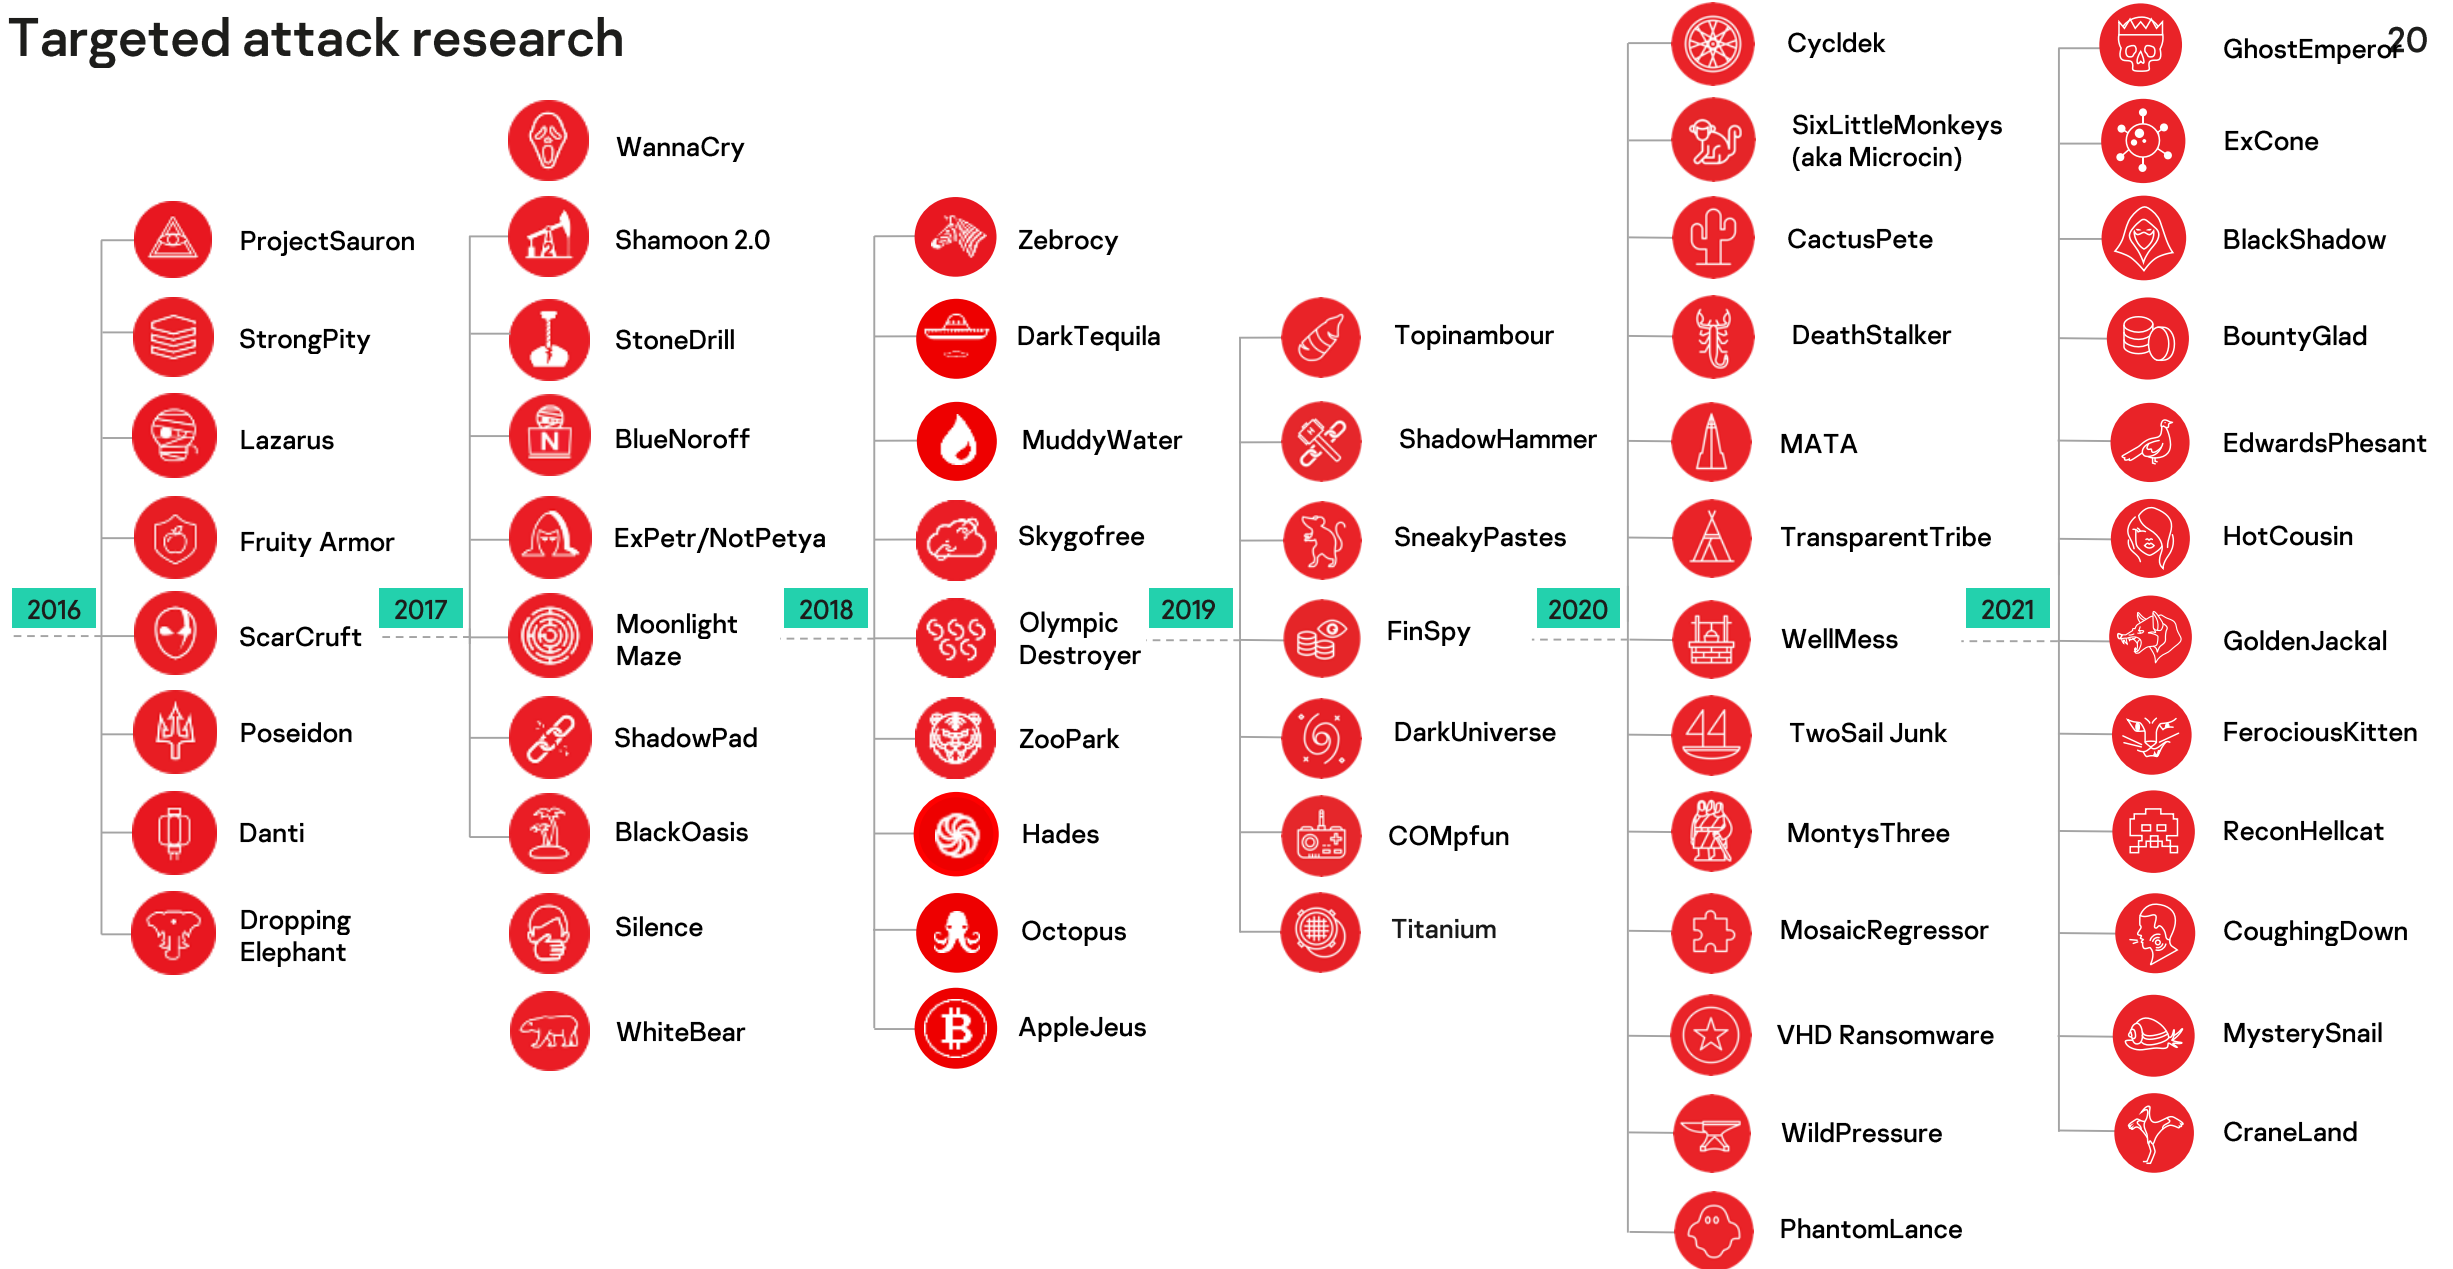 Targeted attack research
20
2016
ProjectSauron
StrongPity
Lazarus
Fruity Armor
ScarCruft
Poseidon
Danti
Dropping
Elephant
2017
WannaCry
Shamoon 2.0
StoneDrill
N
BlueNoroff
ExPetr/NotPetya
Moonlight
Maze
ShadowPad
BlackOasis
Silence
WhiteBear
2018
Zebrocy
DarkTequila
MuddyWater
Skygofree
Olympic
Destroyer
ZooPark
Hades
Octopus
AppleJeus
2019
Topinambour
ShadowHammer
SneakyPastes
FinSpy
DarkUniverse
COMpfun
Titanium
2020
Cycldek
SixLittleMonkeys
(aka Microcin)
CactusPete
DeathStalker
MATA
TransparentTribe
WellMess
TwoSail Junk
MontysThree
MosaicRegressor
VHD Ransomware
WildPressure
PhantomLance
2021
GhostEmperor
ExCone
BlackShadow
BountyGlad
EdwardsPhesant
HotCousin
GoldenJackal
FerociousKitten
ReconHellcat
CoughingDown
MysterySnail
CraneLand